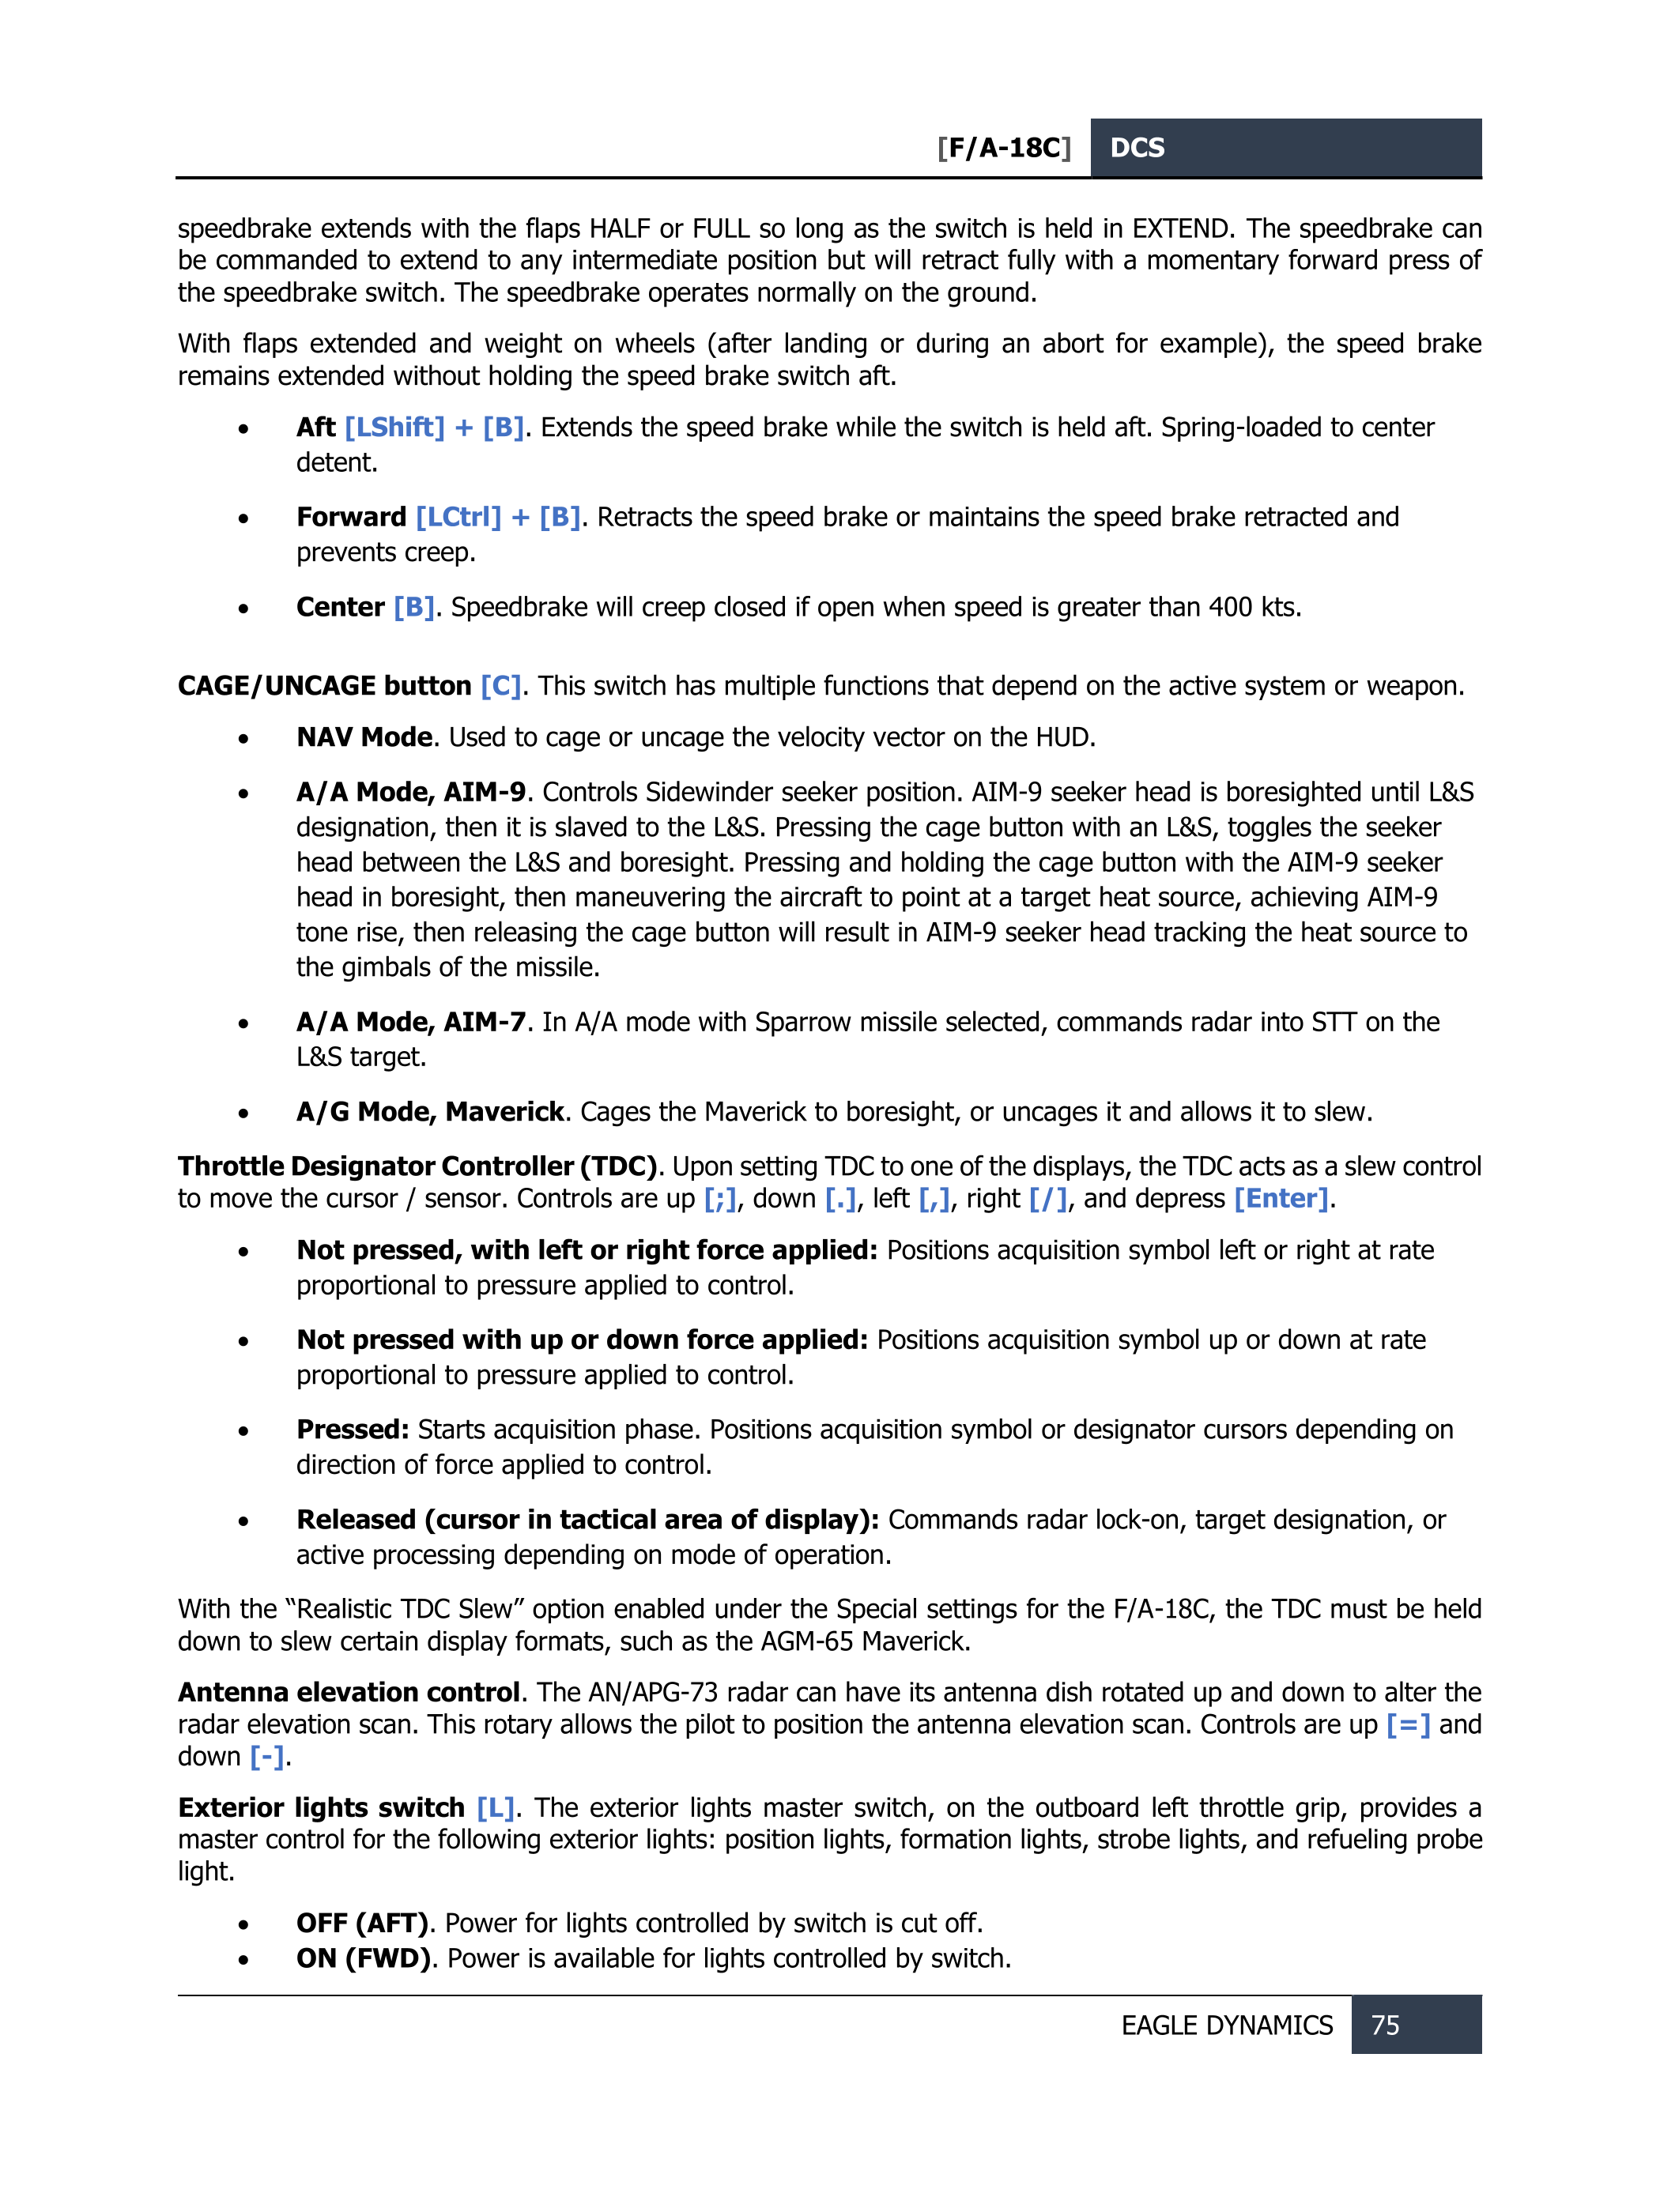 [F/A-18C] DCS
speedbrake extends with the flaps HALF or FULL so long as the switch is held in EXTEND. The speedbrake can
be commanded to extend to any intermediate position but will retract fully with a momentary forward press of
the speedbrake switch. The speedbrake operates normally on the ground.
With flaps extended and weight on wheels (after landing or during an abort for example), the speed brake
remains extended without holding the speed brake switch aft.
• Aft [LShift] + [B]. Extends the speed brake while the switch is held aft. Spring-loaded to center
detent.
• Forward [LCtrl] + [B]. Retracts the speed brake or maintains the speed brake retracted and
prevents creep.
• Center [B]. Speedbrake will creep closed if open when speed is greater than 400 kts.
CAGE/UNCAGE button [C]. This switch has multiple functions that depend on the active system or weapon.
• NAV Mode. Used to cage or uncage the velocity vector on the HUD.
• A/A Mode, AIM-9. Controls Sidewinder seeker position. AIM-9 seeker head is boresighted until L&S
designation, then it is slaved to the L&S. Pressing the cage button with an L&S, toggles the seeker
head between the L&S and boresight. Pressing and holding the cage button with the AIM-9 seeker
head in boresight, then maneuvering the aircraft to point at a target heat source, achieving AIM-9
tone rise, then releasing the cage button will result in AIM-9 seeker head tracking the heat source to
the gimbals of the missile.
• A/A Mode, AIM-7. In A/A mode with Sparrow missile selected, commands radar into STT on the
L&S target.
• A/G Mode, Maverick. Cages the Maverick to boresight, or uncages it and allows it to slew.
Throttle Designator Controller (TDC). Upon setting TDC to one of the displays, the TDC acts as a slew control
to move the cursor / sensor. Controls are up [;], down [.], left [,], right [/], and depress [Enter].
• Not pressed, with left or right force applied: Positions acquisition symbol left or right at rate
proportional to pressure applied to control.
• Not pressed with up or down force applied: Positions acquisition symbol up or down at rate
proportional to pressure applied to control.
• Pressed: Starts acquisition phase. Positions acquisition symbol or designator cursors depending on
direction of force applied to control.
• Released (cursor in tactical area of display): Commands radar lock-on, target designation, or
active processing depending on mode of operation.
With the “Realistic TDC Slew” option enabled under the Special settings for the F/A-18C, the TDC must be held
down to slew certain display formats, such as the AGM-65 Maverick.
Antenna elevation control. The AN/APG-73 radar can have its antenna dish rotated up and down to alter the
radar elevation scan. This rotary allows the pilot to position the antenna elevation scan. Controls are up [=] and
down [-].
Exterior lights switch [L]. The exterior lights master switch, on the outboard left throttle grip, provides a
master control for the following exterior lights: position lights, formation lights, strobe lights, and refueling probe
light.
• OFF (AFT). Power for lights controlled by switch is cut off.
• ON (FWD). Power is available for lights controlled by switch.
EAGLE DYNAMICS 75